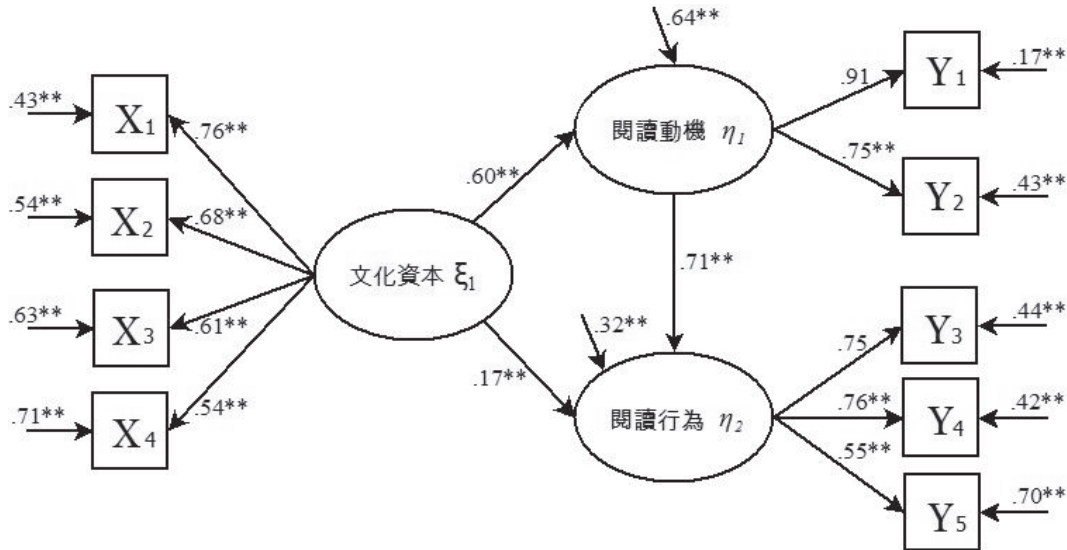 .64**
.91
Y1
.17**
閱讀動機 η1
.43**
X1
.76**
.75**
Y2
.43**
.60**
.54**
X2
.68**
.71**
文化資本 ξ1
.63**
X3
.61**
.32**
.75
Y3
.44**
.17**
.71**
X4
.54**
閱讀行為 η2
.76**
Y4
.42**
.55**
Y5
.70**